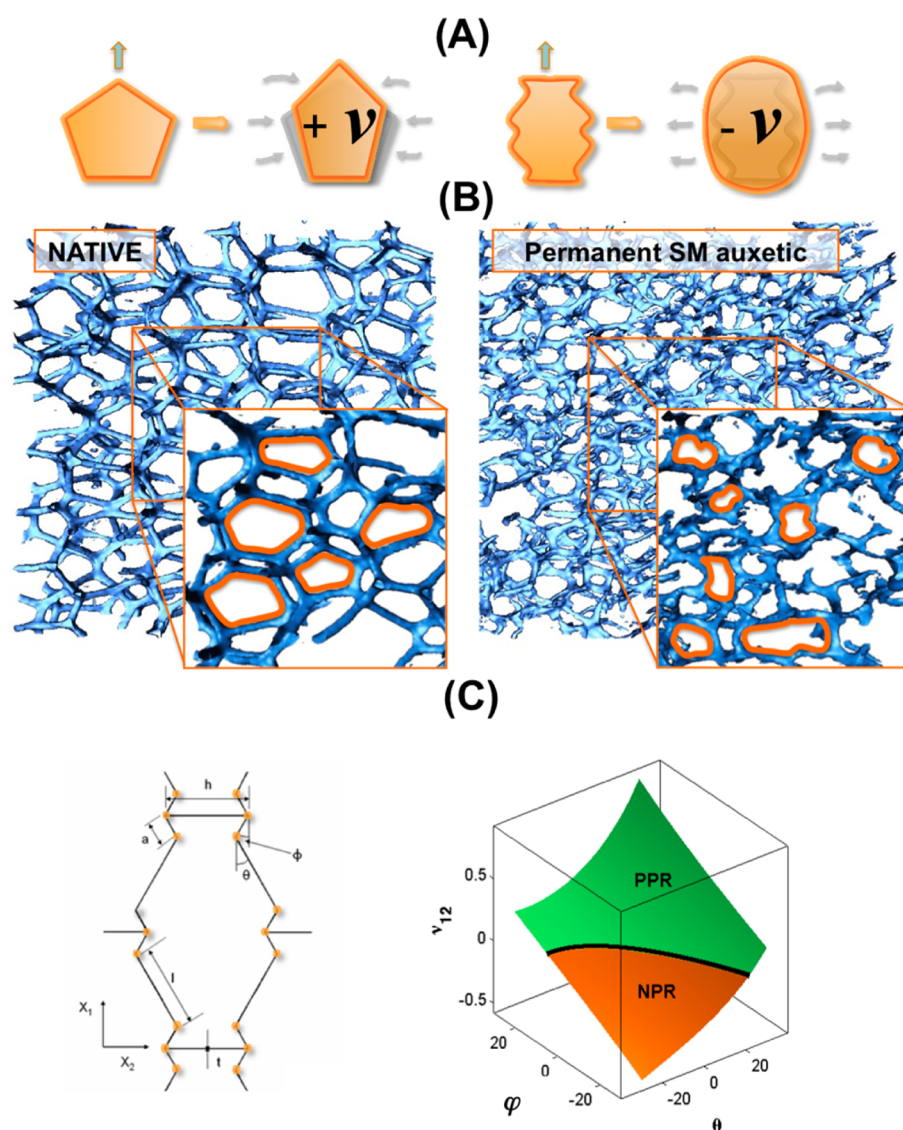 (A)
+ ν
- ν
(B)
NATIVE
Permanent SM auxetic
(C)
h
a
ϕ
θ
l
X1
X2
t
PPR
NPR
ν12
0.5
0
-0.5
20
0
-20
φ
-20
0
20
θ